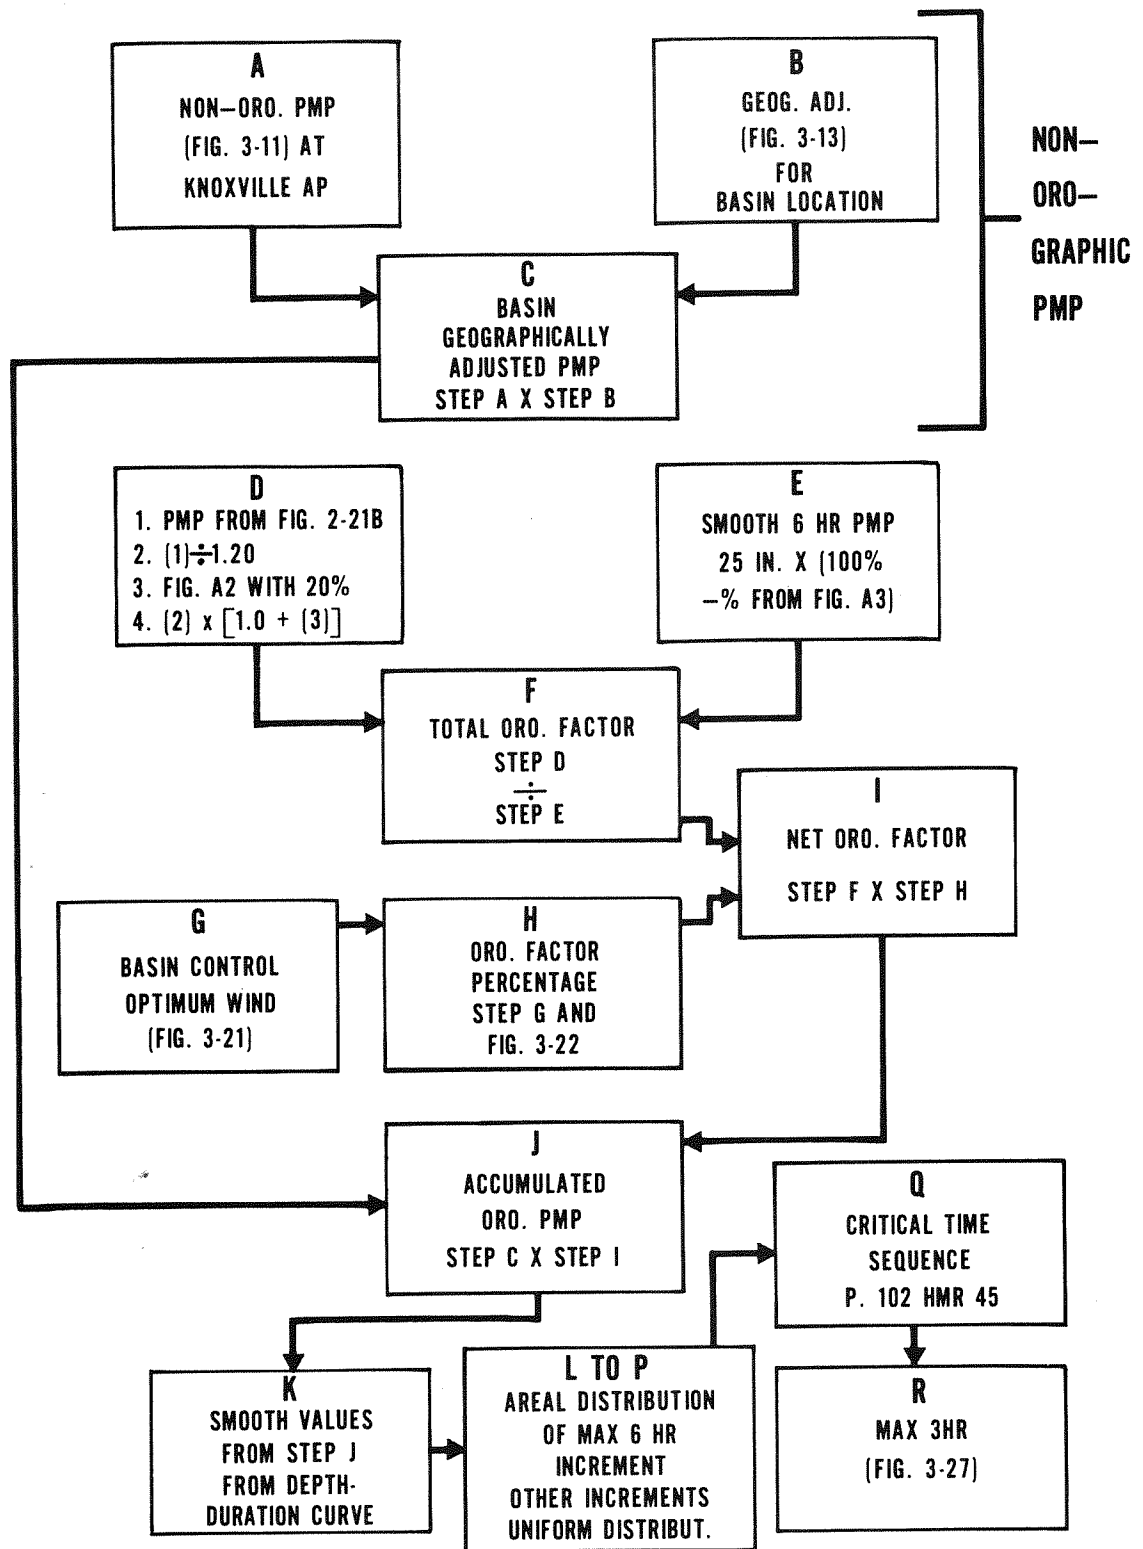 A
NON–ORO. PMP
(FIG. 3-11) AT
KNOXVILLE AP
B
GEOG. ADJ.
(FIG. 3-13)
FOR
BASIN LOCATION
NON–
ORO–
GRAPHIC
PMP
C
BASIN
GEOGRAPHICALLY
ADJUSTED PMP
STEP A X STEP B
D
1. PMP FROM FIG. 2-21B
2. (1)÷1.20
3. FIG. A2 WITH 20%
4. (2) x [1.0 + (3)]
E
SMOOTH 6 HR PMP
25 IN. X (100%
–% FROM FIG. A3)
F
TOTAL ORO. FACTOR
STEP D
÷
STEP E
I
NET ORO. FACTOR
STEP F X STEP H
G
BASIN CONTROL
OPTIMUM WIND
(FIG. 3-21)
H
ORO. FACTOR
PERCENTAGE
STEP G AND
FIG. 3-22
J
ACCUMULATED
ORO. PMP
STEP C X STEP I
Q
CRITICAL TIME
SEQUENCE
P. 102 HMR 45
K
SMOOTH VALUES
FROM STEP J
FROM DEPTH-
DURATION CURVE
L TO P
AREAL DISTRIBUTION
OF MAX 6 HR
INCREMENT
OTHER INCREMENTS
UNIFORM DISTRIBUT.
R
MAX 3HR
(FIG. 3-27)